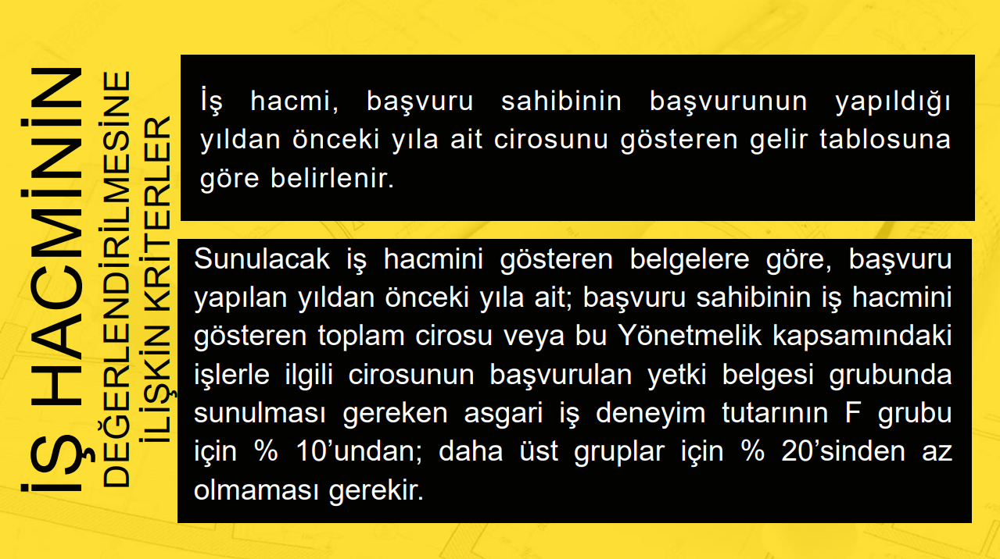 İŞ HACMİNİN
DEĞERLENDİRİLMESİNE
İLİŞKİN KRİTERLER
İş hacmi, başvuru sahibinin başvurunun yapıldığı
yıldan önceki yıla ait cirosunu gösteren gelir tablosuna
göre belirlenir.
Sunulacak iş hacmini gösteren belgelere göre, başvuru
yapılan yıldan önceki yıla ait; başvuru sahibinin iş hacmini
gösteren toplam cirosu veya bu Yönetmelik kapsamındaki
işlerle ilgili cirosunun başvurulan yetki belgesi grubunda
sunulması gereken asgari iş deneyim tutarının F grubu
için % 10’undan; daha üst gruplar için % 20’sinden az
olmaması gerekir.